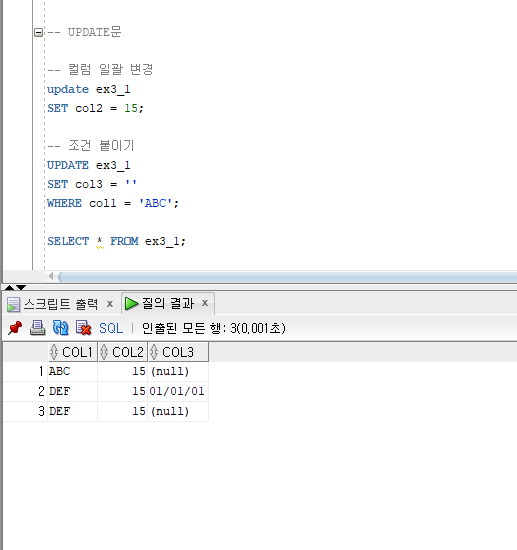 -- UPDATE문
-- 컬럼 일괄 변경
update ex3_1
SET col2 = 15;
-- 조건 붙이기
UPDATE ex3_1
SET col3 = ''
WHERE col1 = 'ABC';
SELECT * FROM ex3_1;
스크립트 출력 x 질의 결과 x
SQL | 인출된 모든 행: 3(0,001초)
COL1 COL2 COL3
1 ABC 15 (null)
2 DEF 15 01/01/01
3 DEF 15 (null)